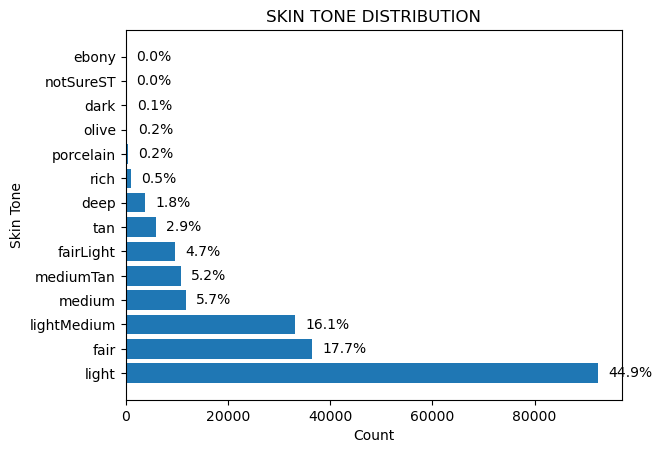 SKIN TONE DISTRIBUTION
ebony 0.0%
notSureST 0.0%
dark 0.1%
olive 0.2%
porcelain 0.2%
rich 0.5%
deep 1.8%
tan 2.9%
fairLight 4.7%
mediumTan 5.2%
medium 5.7%
lightMedium 16.1%
fair 17.7%
light 44.9%
0 20000 40000 60000 80000
Count
Skin Tone